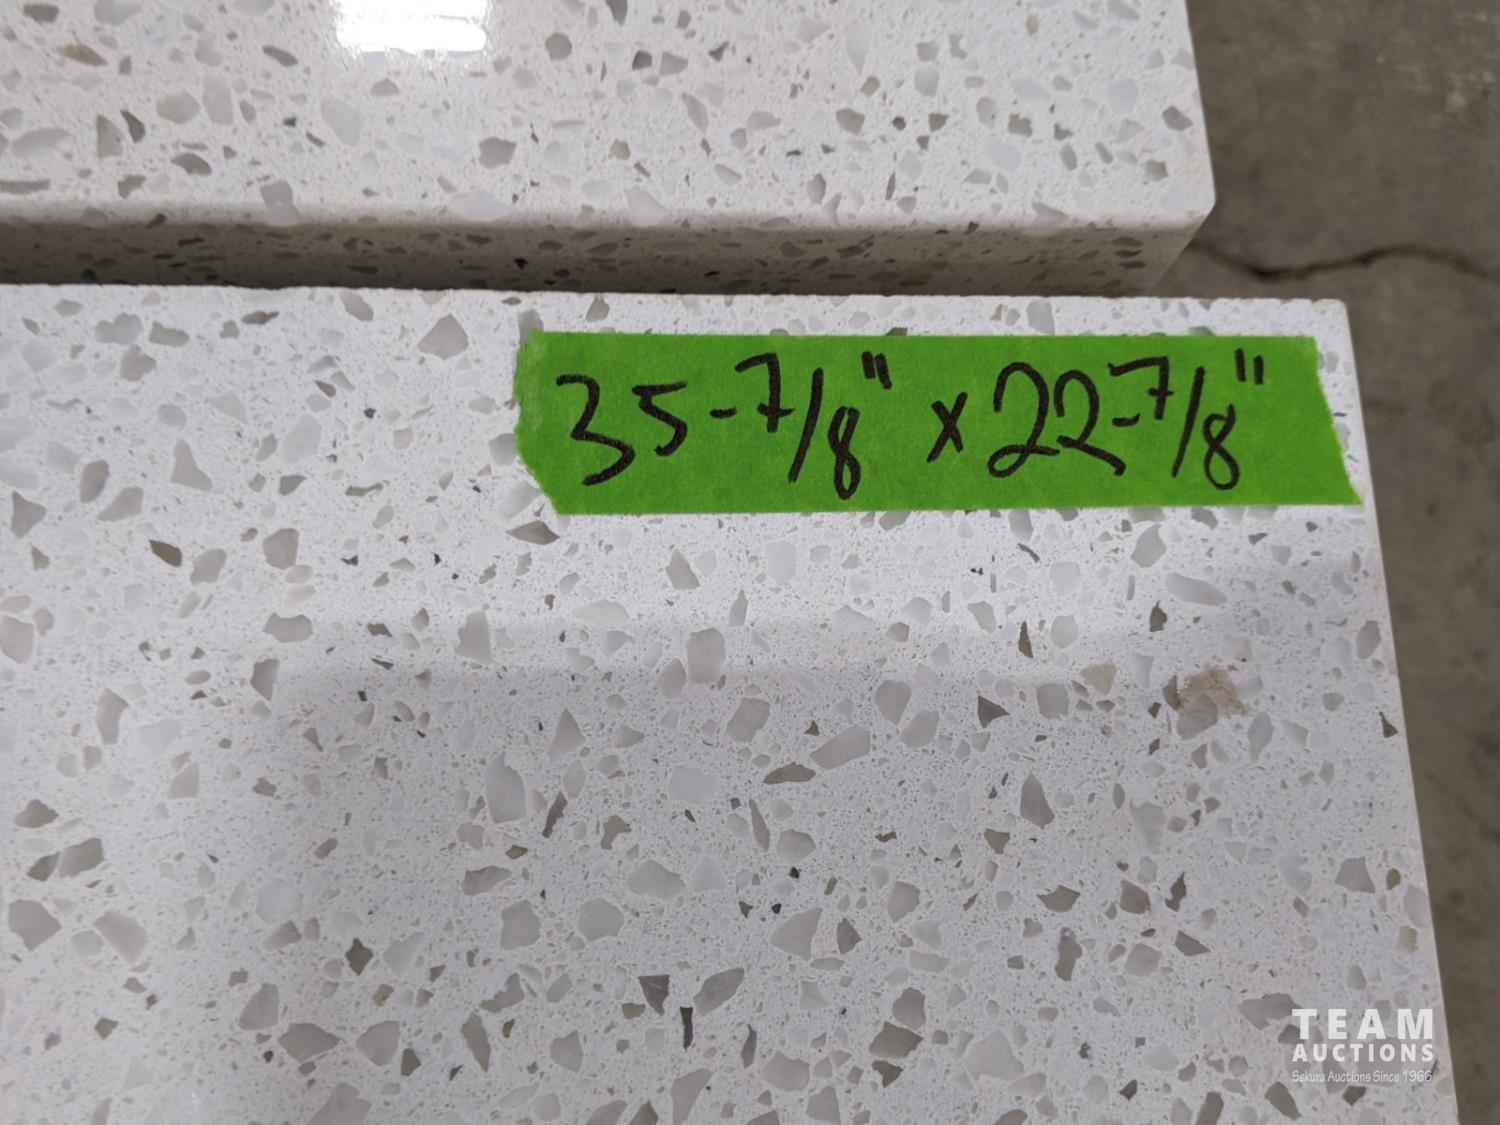 35-7/8" x 22-7/8"
TEAM
AUCTIONS
Sekura Auctions Since 1966